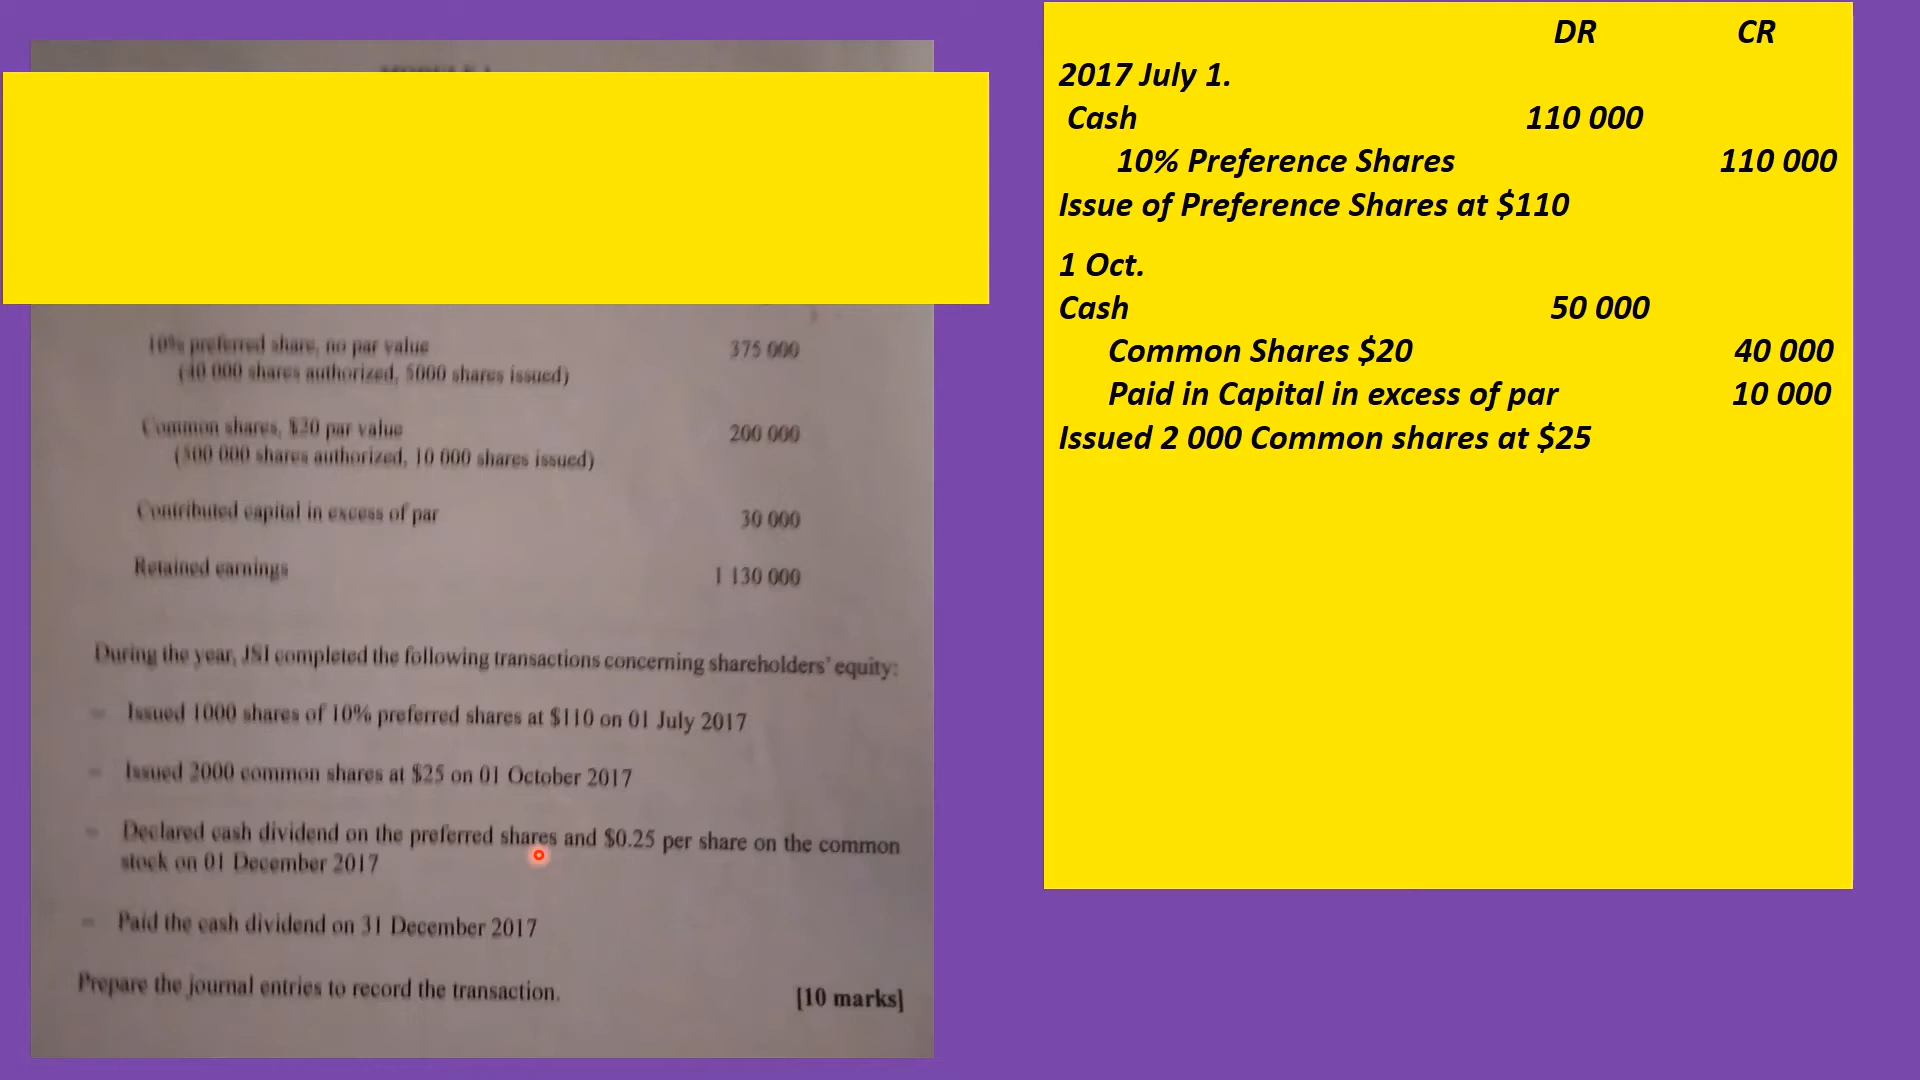 10% preferred share, no par value 375 000
(40 000 shares authorized, 5000 shares issued)
Common shares, $20 par value 200 000
(500 000 shares authorized, 10 000 shares issued)
Contributed capital in excess of par 30 000
Retained earnings 1 130 000
During the year, JSI completed the following transactions concerning shareholders' equity:
– Issued 1000 shares of 10% preferred shares at $110 on 01 July 2017
– Issued 2000 common shares at $25 on 01 October 2017
– Declared cash dividend on the preferred shares and $0.25 per share on the common
stock on 01 December 2017
– Paid the cash dividend on 31 December 2017
Prepare the journal entries to record the transaction.
[10 marks]
DR CR
2017 July 1.
Cash 110 000
10% Preference Shares 110 000
Issue of Preference Shares at $110
1 Oct.
Cash 50 000
Common Shares $20 40 000
Paid in Capital in excess of par 10 000
Issued 2 000 Common shares at $25